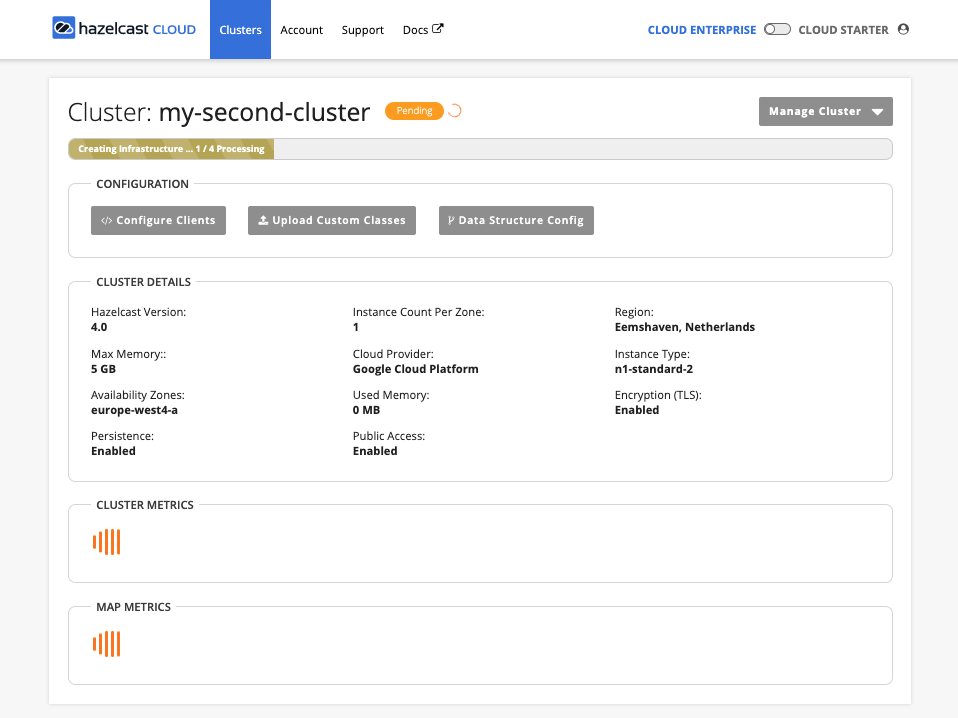 hazelcast CLOUD
Clusters
Account
Support
Docs
CLOUD ENTERPRISE
CLOUD STARTER
Cluster: my-second-cluster
Pending
Manage Cluster
Creating Infrastructure ... 1 / 4 Processing
CONFIGURATION
</> Configure Clients
Upload Custom Classes
Data Structure Config
CLUSTER DETAILS
Hazelcast Version:
4.0
Instance Count Per Zone:
1
Region:
Eemshaven, Netherlands
Max Memory::
5 GB
Cloud Provider:
Google Cloud Platform
Instance Type:
n1-standard-2
Availability Zones:
europe-west4-a
Used Memory:
0 MB
Encryption (TLS):
Enabled
Persistence:
Enabled
Public Access:
Enabled
CLUSTER METRICS
MAP METRICS